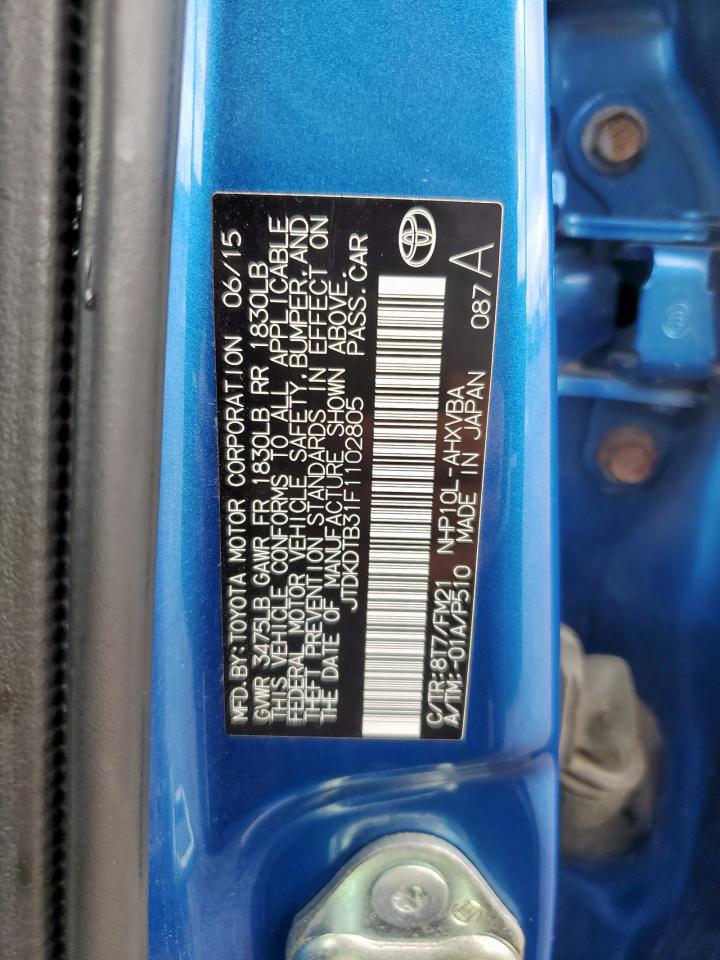 MFD.BY:TOYOTA MOTOR CORPORATION 06/15
GVWR 3475LB GAWR FR 1830LB RR 1830LB
THIS VEHICLE CONFORMS TO ALL APPLICABLE
FEDERAL MOTOR VEHICLE SAFETY,BUMPER,AND
THEFT PREVENTION STANDARDS IN EFFECT ON
THE DATE OF MANUFACTURE SHOWN ABOVE.
JTDKDTB31F1102805 PASS.CAR
C/TR:8T7/FM21 NHP10L-AHXVBA
A/TM:-01A/P510 MADE IN JAPAN 087 A